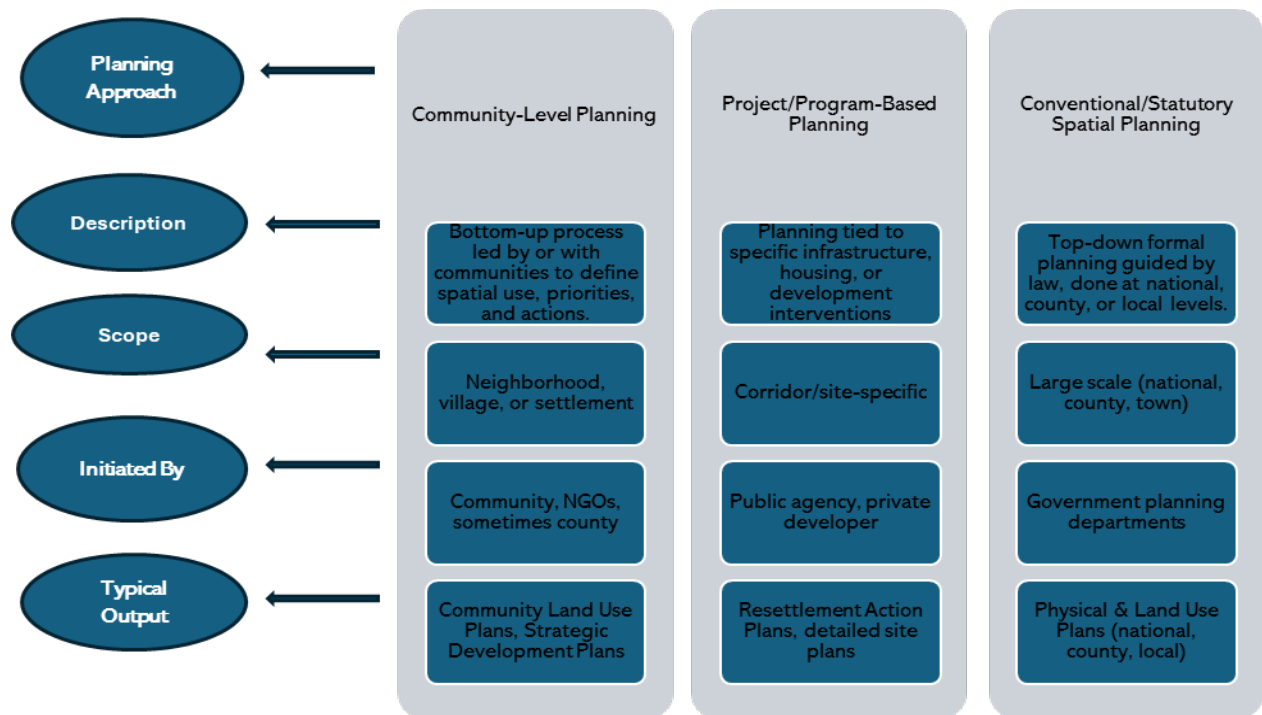 Planning
Approach
Community-Level Planning
Project/Program-Based
Planning
Conventional/Statutory
Spatial Planning
Description
Bottom-up process
led by or with
communities to define
spatial use, priorities,
and actions.
Planning tied to
specific infrastructure,
housing, or
development
interventions
Top-down formal
planning guided by
law, done at national,
county, or local levels.
Scope
Neighborhood,
village, or settlement
Corridor/site-specific
Large scale (national,
county, town)
Initiated By
Community, NGOs,
sometimes county
Public agency, private
developer
Government planning
departments
Typical
Output
Community Land Use
Plans, Strategic
Development Plans
Resettlement Action
Plans, detailed site
plans
Physical & Land Use
Plans (national,
county, local)